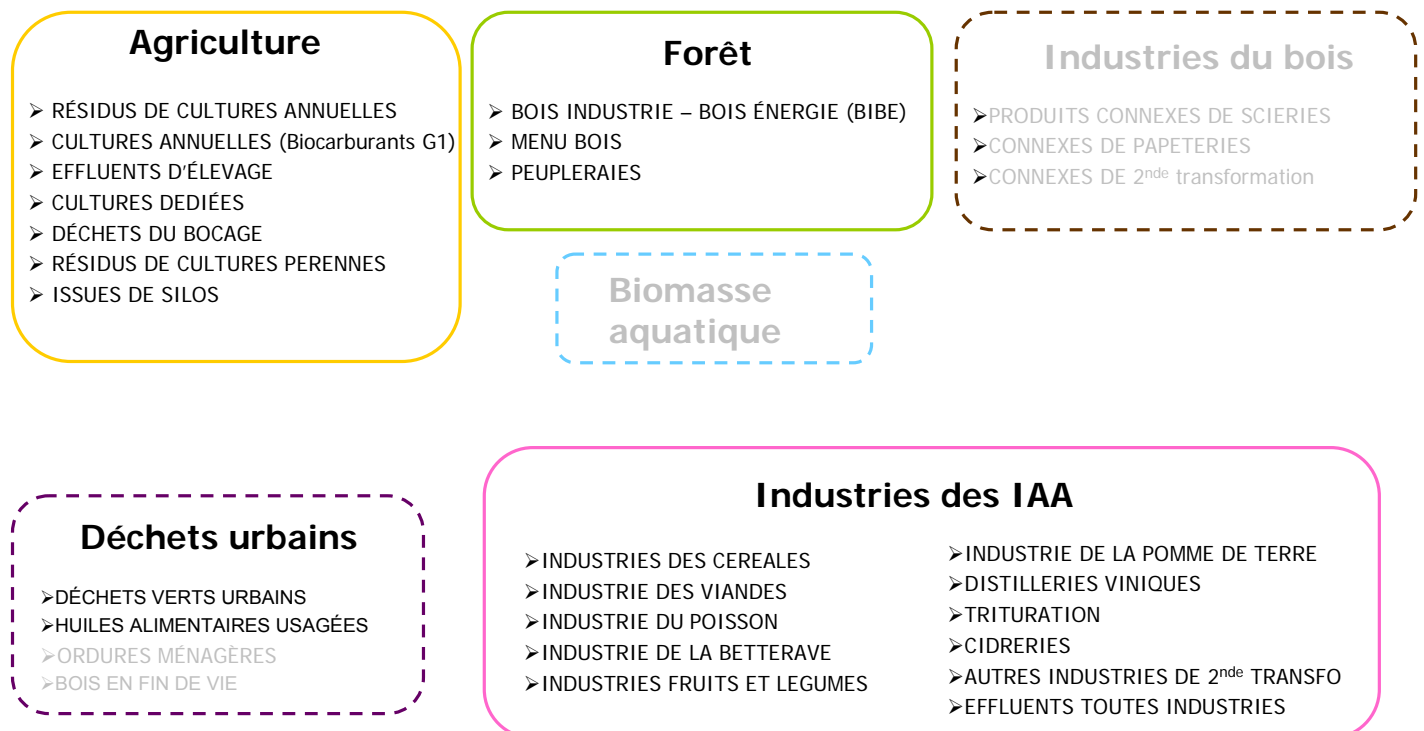 Agriculture
➢ RÉSIDUS DE CULTURES ANNUELLES
➢ CULTURES ANNUELLES (Biocarburants G1)
➢ EFFLUENTS D'ÉLEVAGE
➢ CULTURES DEDIÉES
➢ DÉCHETS DU BOCAGE
➢ RÉSIDUS DE CULTURES PERENNES
➢ ISSUES DE SILOS
Forêt
➢ BOIS INDUSTRIE – BOIS ÉNERGIE (BIBE)
➢ MENU BOIS
➢ PEUPLERAIES
Industries du bois
➢PRODUITS CONNEXES DE SCIERIES
➢CONNEXES DE PAPETERIES
➢CONNEXES DE 2nde transformation
Biomasse
aquatique
Déchets urbains
➢DÉCHETS VERTS URBAINS
➢HUILES ALIMENTAIRES USAGÉES
➢ORDURES MÉNAGÈRES
➢BOIS EN FIN DE VIE
Industries des IAA
➢INDUSTRIES DES CEREALES
➢INDUSTRIE DES VIANDES
➢INDUSTRIE DU POISSON
➢INDUSTRIE DE LA BETTERAVE
➢INDUSTRIES FRUITS ET LEGUMES
➢INDUSTRIE DE LA POMME DE TERRE
➢DISTILLERIES VINIQUES
➢TRITURATION
➢CIDRERIES
➢AUTRES INDUSTRIES DE 2nde TRANSFO
➢EFFLUENTS TOUTES INDUSTRIES